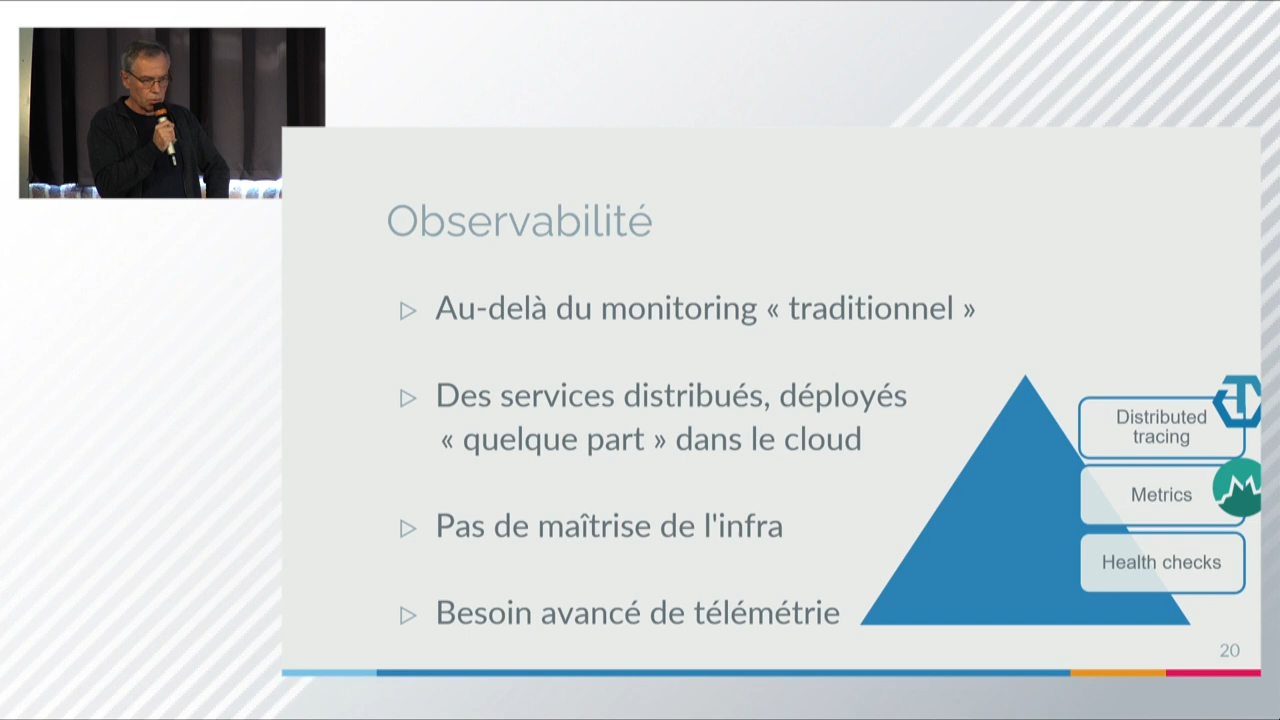 Observabilité
▷ Au-delà du monitoring « traditionnel »
▷ Des services distribués, déployés
« quelque part » dans le cloud
▷ Pas de maîtrise de l'infra
▷ Besoin avancé de télémétrie
Distributed
tracing
Metrics
Health checks
20